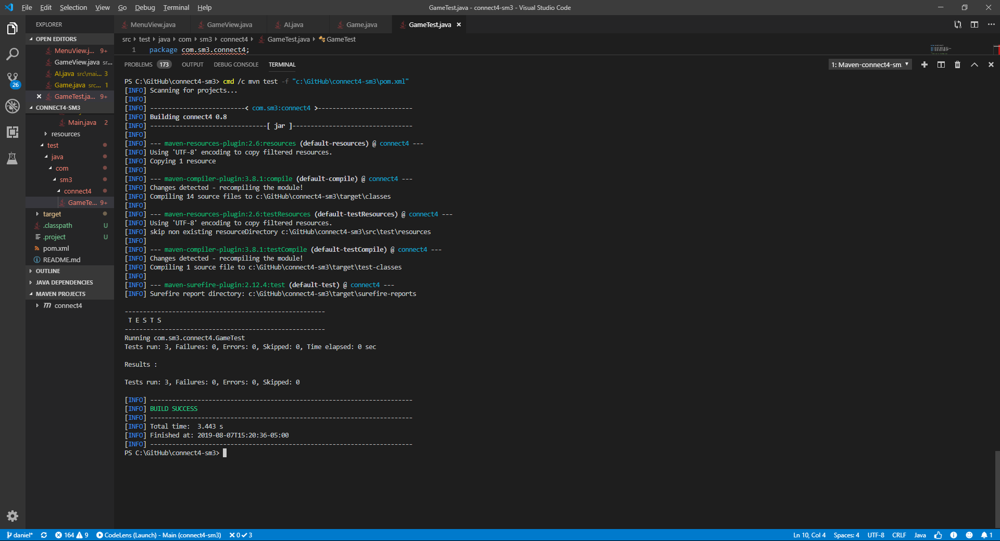 File Edit Selection View Go Debug Terminal Help
GameTest.java - connect4-sm3 - Visual Studio Code
EXPLORER
OPEN EDITORS
MenuView.j... 9+
GameView.java sr...
AI.java src\mai... 3
Game.java src... 1
GameTest.ja... 9+
CONNECT4-SM3
Main.java 2
resources
test
java
com
sm3
connect4
GameTe... 9+
target
.classpath U
.project U
pom.xml
README.md
OUTLINE
JAVA DEPENDENCIES
MAVEN PROJECTS
connect4
26
MenuView.java GameView.java AI.java Game.java GameTest.java
src test java com sm3 connect4 GameTest.java GameTest
1 package com.sm3.connect4;
PROBLEMS 173 OUTPUT DEBUG CONSOLE TERMINAL
1: Maven-connect4-sm
PS C:\GitHub\connect4-sm3> cmd /c mvn test -f "c:\GitHub\connect4-sm3\pom.xml"
[INFO] Scanning for projects...
[INFO]
[INFO] --------------------------< com.sm3:connect4 >--------------------------
[INFO] Building connect4 0.8
[INFO] --------------------------------[ jar ]---------------------------------
[INFO]
[INFO] --- maven-resources-plugin:2.6:resources (default-resources) @ connect4 ---
[INFO] Using 'UTF-8' encoding to copy filtered resources.
[INFO] Copying 1 resource
[INFO]
[INFO] --- maven-compiler-plugin:3.8.1:compile (default-compile) @ connect4 ---
[INFO] Changes detected - recompiling the module!
[INFO] Compiling 14 source files to c:\GitHub\connect4-sm3\target\classes
[INFO]
[INFO] --- maven-resources-plugin:2.6:testResources (default-testResources) @ connect4 ---
[INFO] Using 'UTF-8' encoding to copy filtered resources.
[INFO] skip non existing resourceDirectory c:\GitHub\connect4-sm3\src\test\resources
[INFO]
[INFO] --- maven-compiler-plugin:3.8.1:testCompile (default-testCompile) @ connect4 ---
[INFO] Changes detected - recompiling the module!
[INFO] Compiling 1 source file to c:\GitHub\connect4-sm3\target\test-classes
[INFO]
[INFO] --- maven-surefire-plugin:2.12.4:test (default-test) @ connect4 ---
[INFO] Surefire report directory: c:\GitHub\connect4-sm3\target\surefire-reports
-------------------------------------------------------
T E S T S
-------------------------------------------------------
Running com.sm3.connect4.GameTest
Tests run: 3, Failures: 0, Errors: 0, Skipped: 0, Time elapsed: 0 sec
Results :
Tests run: 3, Failures: 0, Errors: 0, Skipped: 0
[INFO] ------------------------------------------------------------------------
[INFO] BUILD SUCCESS
[INFO] ------------------------------------------------------------------------
[INFO] Total time:  3.443 s
[INFO] Finished at: 2019-08-07T15:20:36-05:00
[INFO] ------------------------------------------------------------------------
PS C:\GitHub\connect4-sm3>
daniel* 164 9 CodeLens (Launch) - Main (connect4-sm3) 0 3 Ln 10, Col 4 Spaces: 4 UTF-8 CRLF Java 1